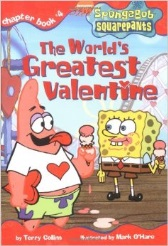 chapter book #4
SpongeBob
SquarePants
The World's
Greatest
Valentine
by Terry Collins
illustrated by Mark O'Hare